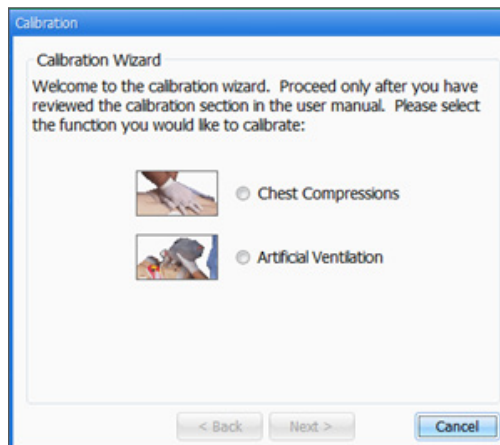 Calibration
Calibration Wizard
Welcome to the calibration wizard.  Proceed only after you have
reviewed the calibration section in the user manual.  Please select
the function you would like to calibrate:
Chest Compressions
Artificial Ventilation
< Back Next > Cancel